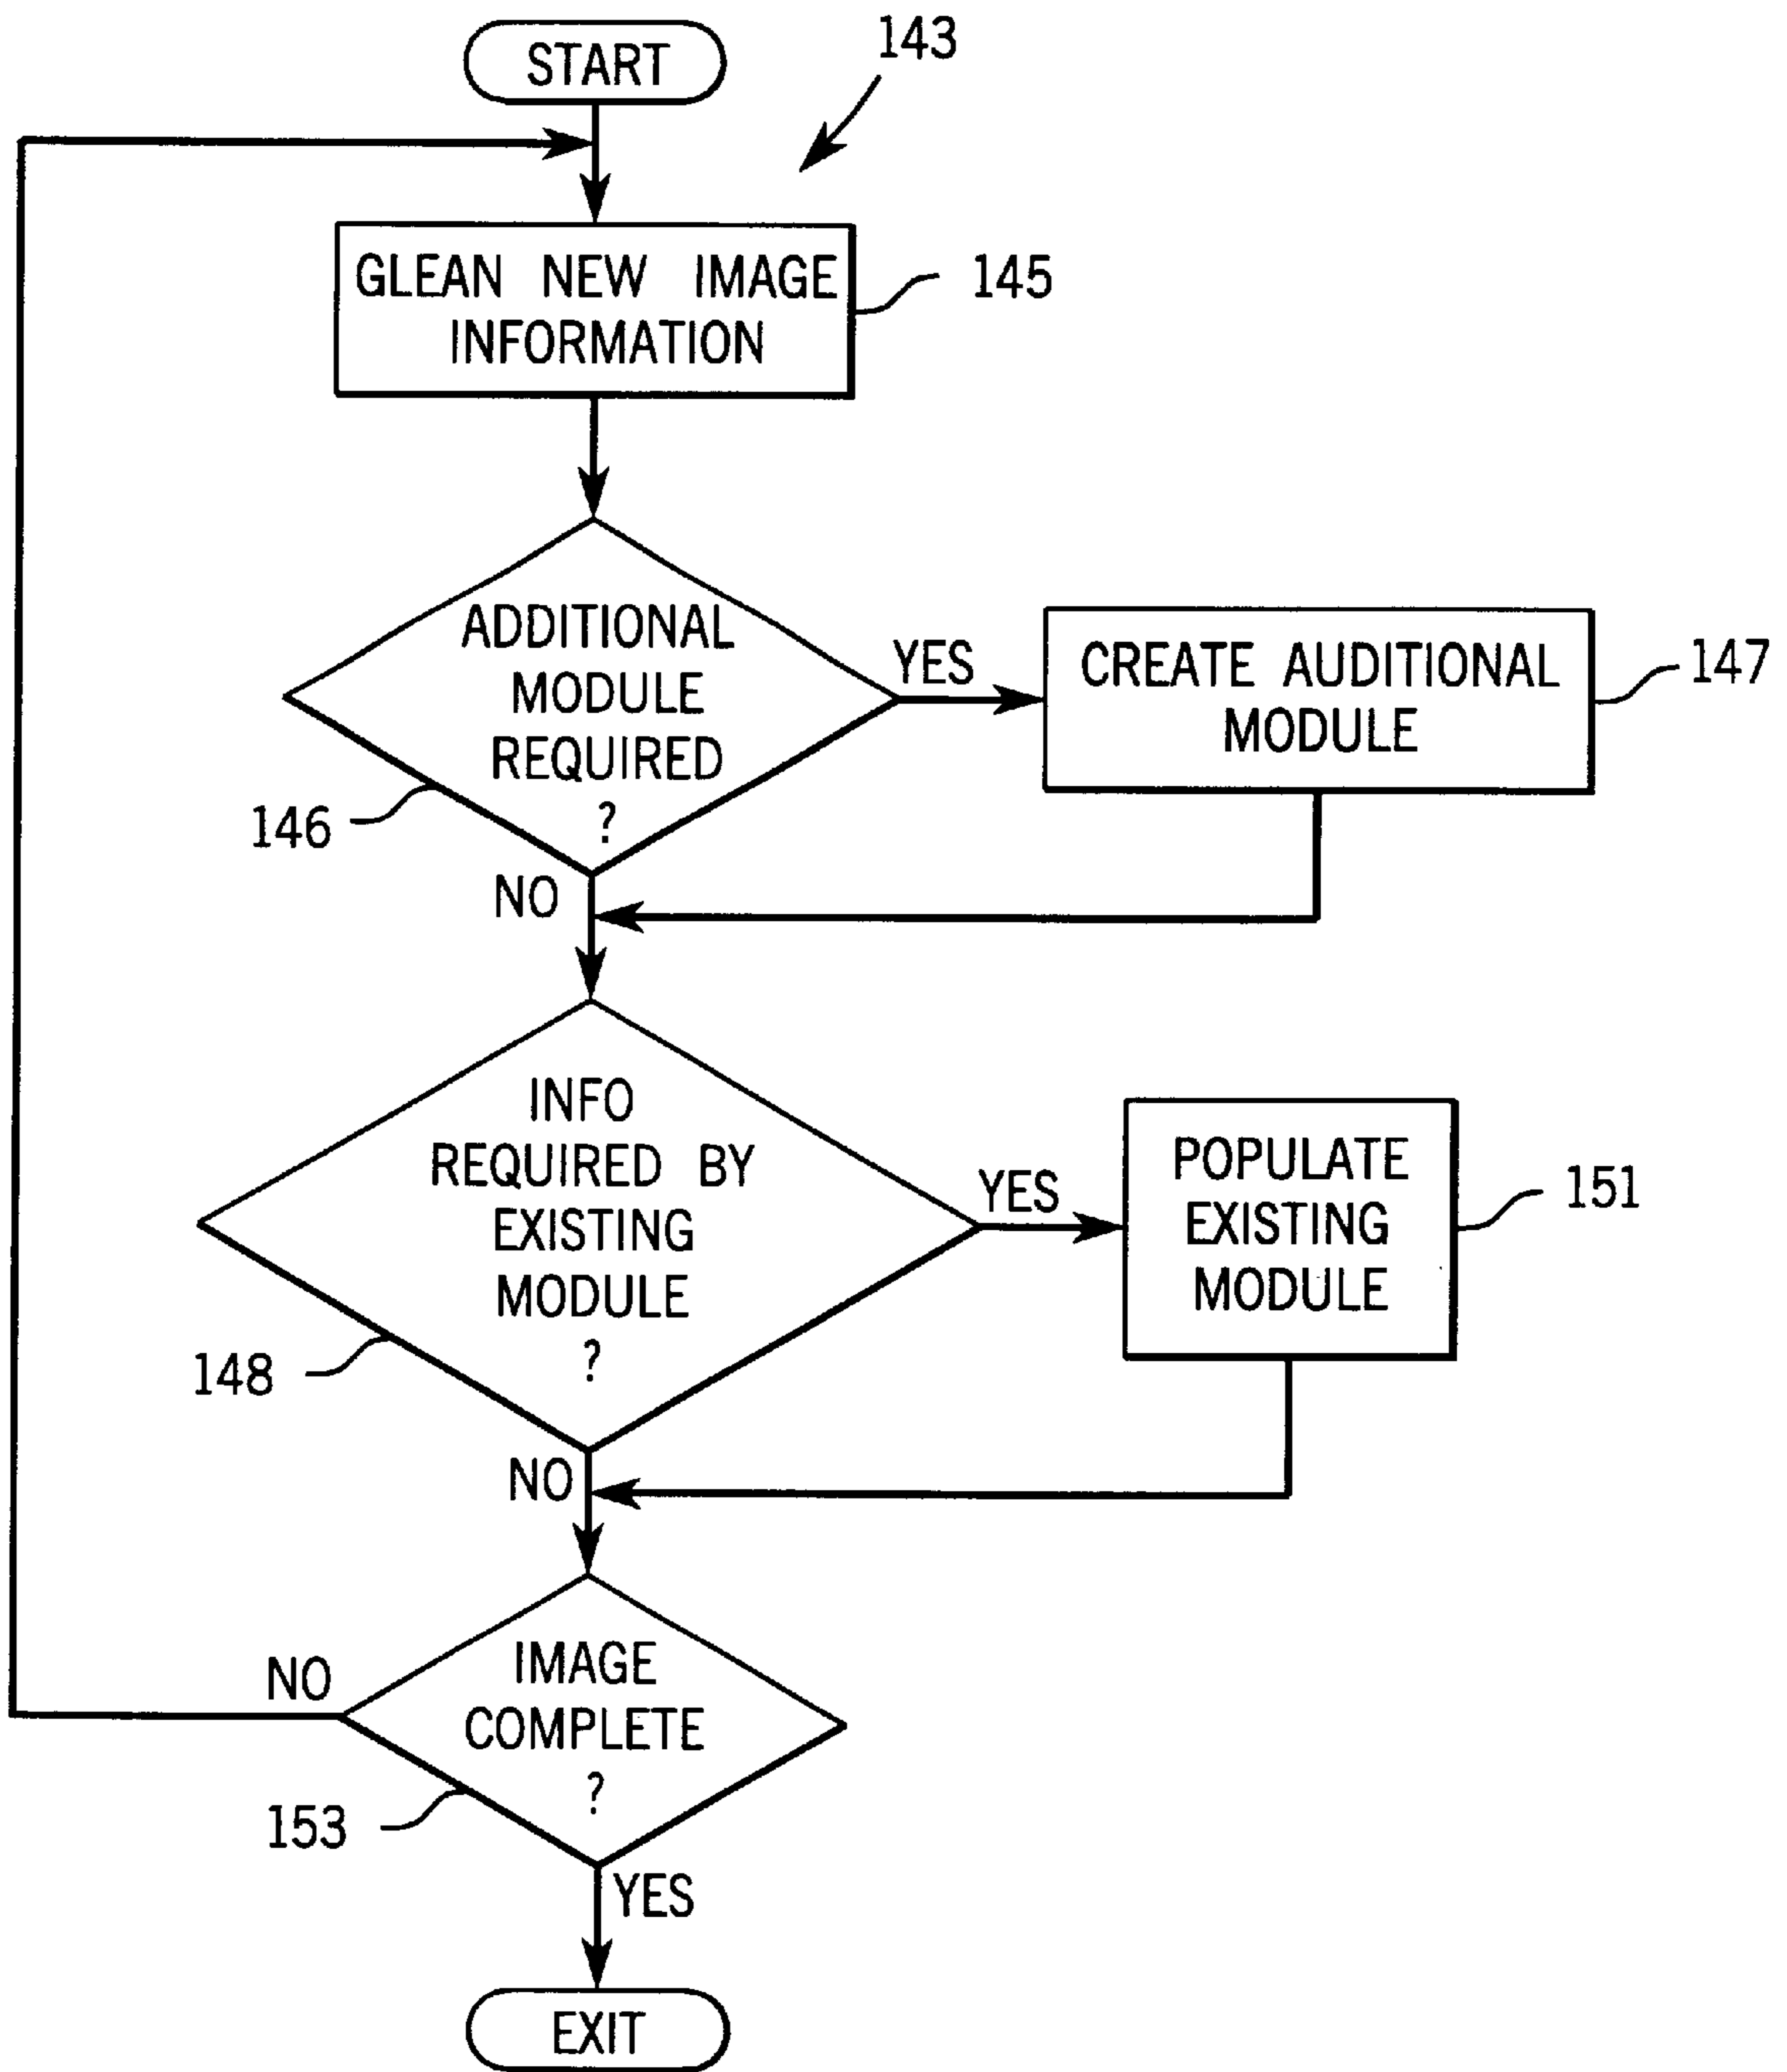 START
143
GLEAN NEW IMAGE
INFORMATION
145
ADDITIONAL
MODULE
REQUIRED
?
146
YES
CREATE AUDITIONAL
MODULE
147
NO
INFO
REQUIRED BY
EXISTING
MODULE
?
148
YES
POPULATE
EXISTING
MODULE
151
NO
IMAGE
COMPLETE
?
153
NO
YES
EXIT